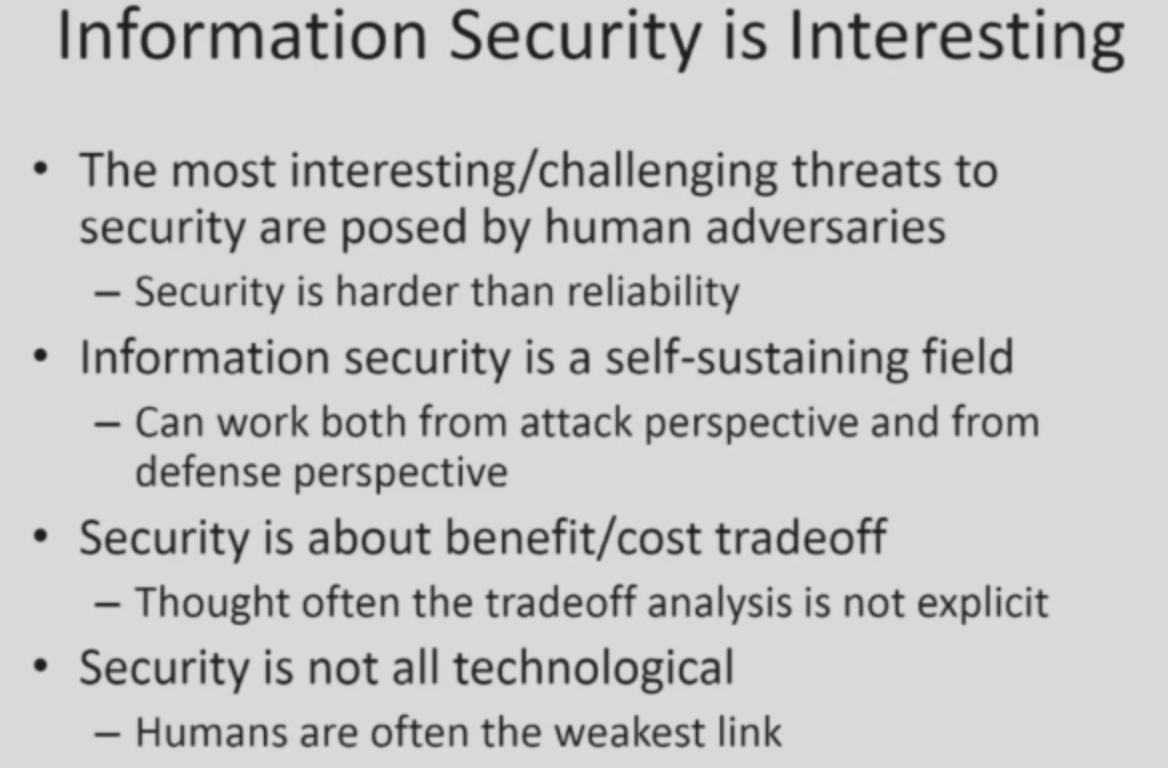 Information Security is Interesting
• The most interesting/challenging threats to
security are posed by human adversaries
– Security is harder than reliability
• Information security is a self-sustaining field
– Can work both from attack perspective and from
defense perspective
• Security is about benefit/cost tradeoff
– Thought often the tradeoff analysis is not explicit
• Security is not all technological
– Humans are often the weakest link